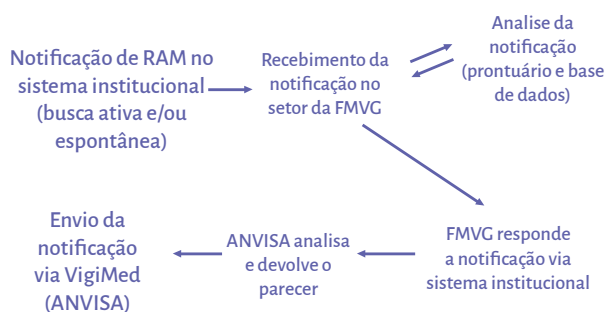 Notificação de RAM no
sistema institucional
(busca ativa e/ou
espontânea)
Recebimento da
notificação no
setor da FMVG
Analise da
notificação
(prontuário e base
de dados)
Envio da
notificação
via VigiMed
(ANVISA)
ANVISA analisa
e devolve o
parecer
FMVG responde
a notificação via
sistema institucional